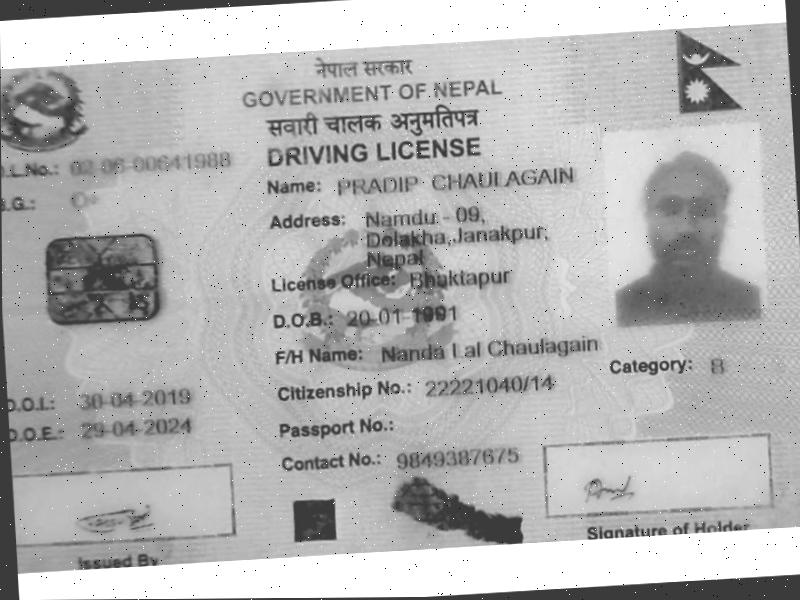 नेपाल सरकार
GOVERNMENT OF NEPAL
सवारी चालक अनुमतिपत्र
DRIVING LICENSE
D.L.No.: 02-06-00641988
B.G.: O+
Name: PRADIP CHAULAGAIN
Address: Namdu - 09,
Dolakha,Janakpur,
Nepal
License Office: Bhaktapur
D.O.B.: 20-01-1991
F/H Name: Nanda Lal Chaulagain
Category: B
D.O.I.: 30-04-2019
Citizenship No.: 22221040/14
D.O.E.: 29-04-2024
Passport No.:
Contact No.: 9849387675
Issued By
Signature of Holder